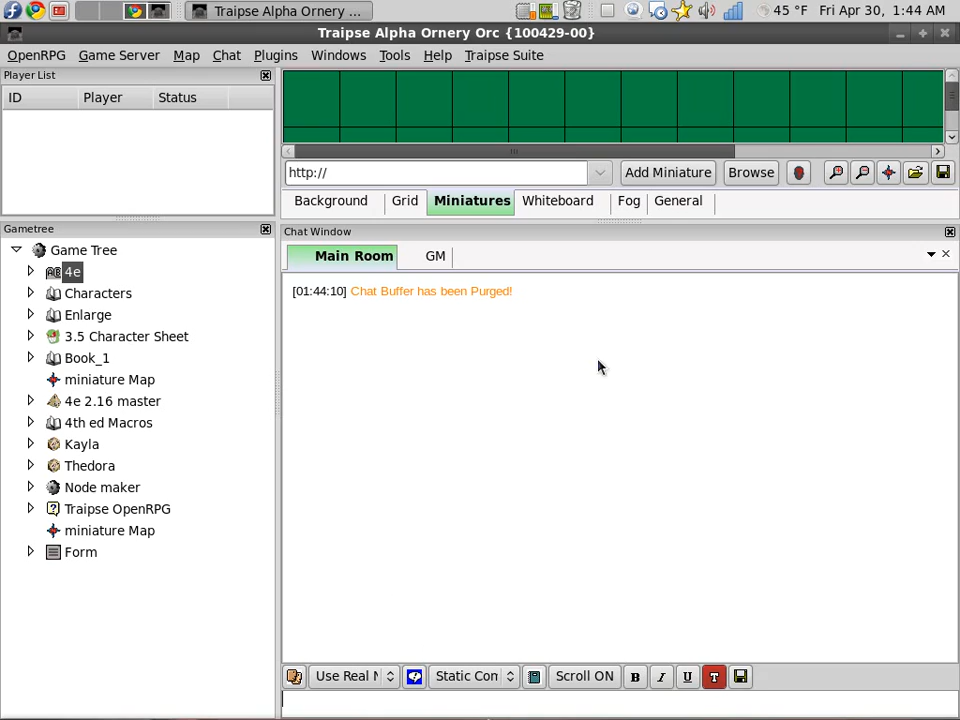 Traipse Alpha Ornery ...
45 °F Fri Apr 30, 1:44 AM
Traipse Alpha Ornery Orc {100429-00}
OpenRPG Game Server Map Chat Plugins Windows Tools Help Traipse Suite
Player List
ID Player Status
http://
Add Miniature Browse
Background Grid Miniatures Whiteboard Fog General
Gametree
Game Tree
4e
Characters
Enlarge
3.5 Character Sheet
Book_1
miniature Map
4e 2.16 master
4th ed Macros
Kayla
Thedora
Node maker
Traipse OpenRPG
miniature Map
Form
Chat Window
Main Room GM
[01:44:10] Chat Buffer has been Purged!
Use Real N Static Con Scroll ON B I U T